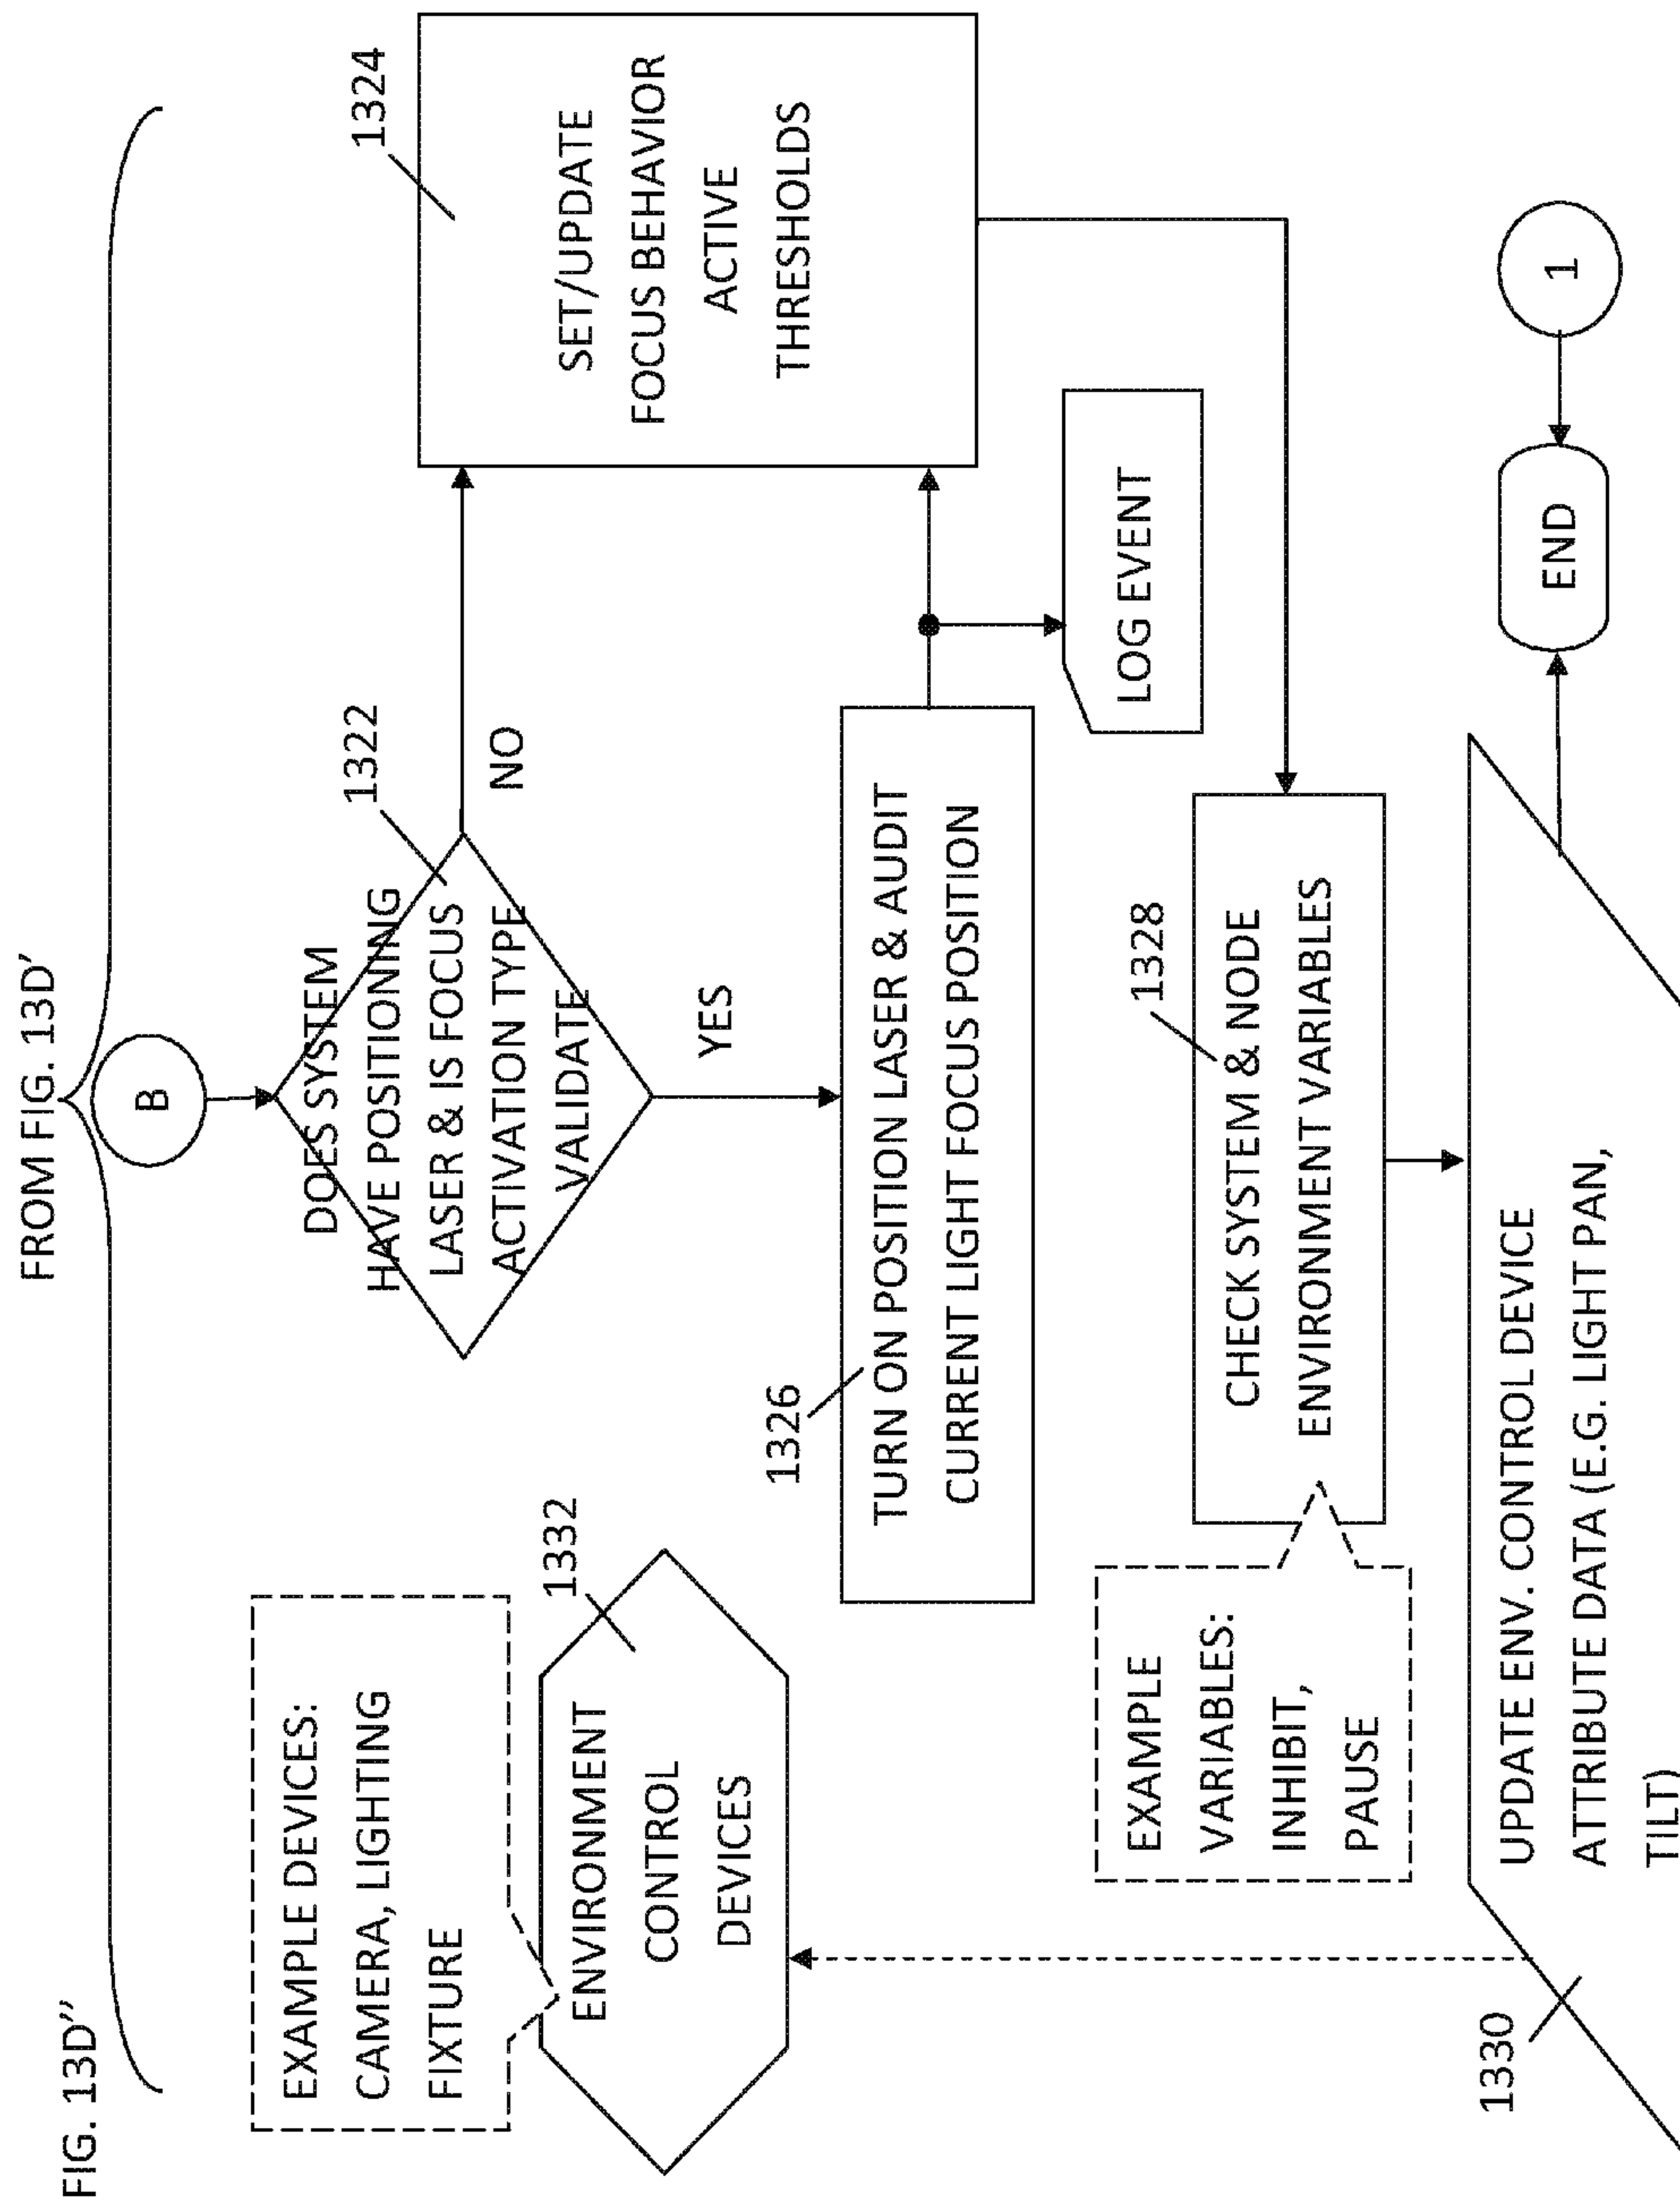 FIG. 13D''
FROM FIG. 13D'
B
DOES SYSTEM
HAVE POSITIONING
LASER & IS FOCUS
ACTIVATION TYPE
VALIDATE
1322
NO
YES
1324
SET/UPDATE
FOCUS BEHAVIOR
ACTIVE
THRESHOLDS
EXAMPLE DEVICES:
CAMERA, LIGHTING
FIXTURE
1332
ENVIRONMENT
CONTROL
DEVICES
1326
TURN ON POSITION LASER & AUDIT
CURRENT LIGHT FOCUS POSITION
LOG EVENT
1328
CHECK SYSTEM & NODE
ENVIRONMENT VARIABLES
EXAMPLE
VARIABLES:
INHIBIT,
PAUSE
1330
UPDATE ENV. CONTROL DEVICE
ATTRIBUTE DATA (E.G. LIGHT PAN,
TILT)
END
1